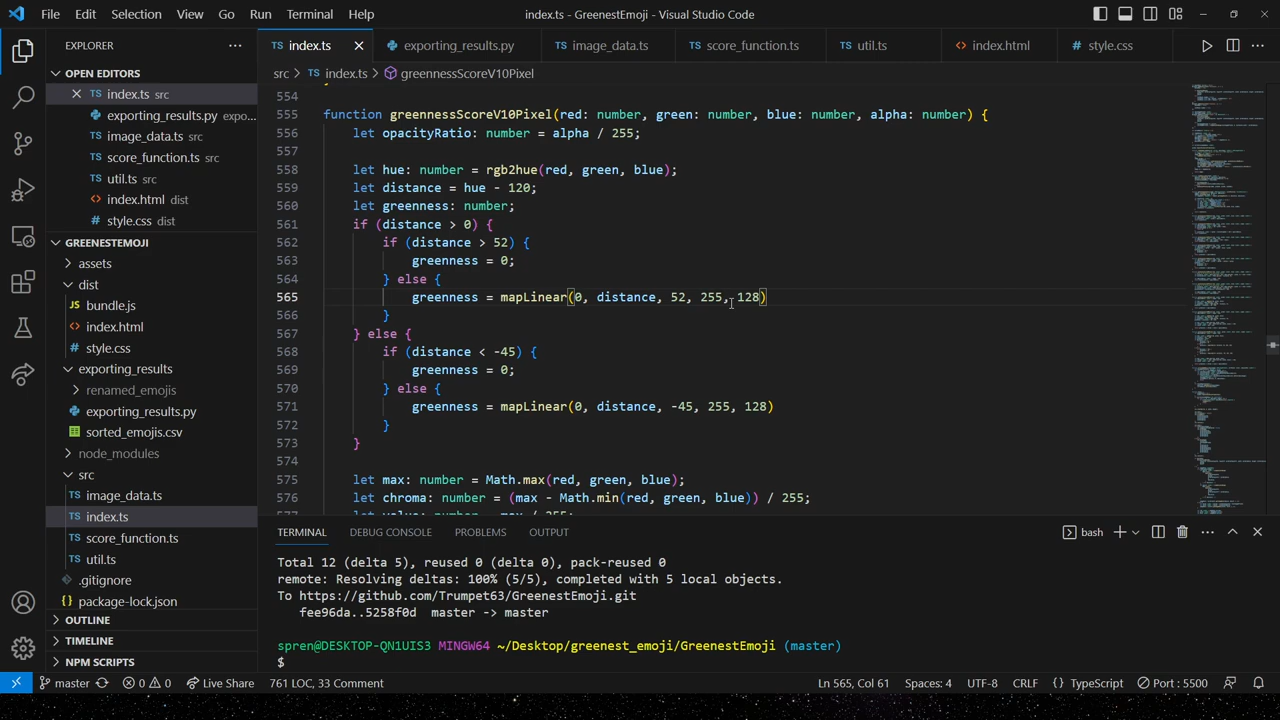 File Edit Selection View Go Run Terminal Help index.ts - GreenestEmoji - Visual Studio Code
EXPLORER
OPEN EDITORS
index.ts src
exporting_results.py expo...
image_data.ts src
score_function.ts src
util.ts src
index.html dist
style.css dist
GREENESTEMOJI
assets
dist
bundle.js
index.html
style.css
exporting_results
renamed_emojis
exporting_results.py
sorted_emojis.csv
node_modules
src
image_data.ts
index.ts
score_function.ts
util.ts
.gitignore
package-lock.json
OUTLINE
TIMELINE
NPM SCRIPTS
TS index.ts exporting_results.py TS image_data.ts TS score_function.ts TS util.ts index.html style.css
src > TS index.ts > greennessScoreV10Pixel
554
555 function greennessScoreV10Pixel(red: number, green: number, blue: number, alpha: number) {
556 let opacityRatio: number = alpha / 255;
557
558 let hue: number = rgb2hue(red, green, blue);
559 let distance = hue - 120;
560 let greenness: number;
561 if (distance > 0) {
562 if (distance > 52) {
563 greenness = 0;
564 } else {
565 greenness = mapLinear(0, distance, 52, 255, 128)
566 }
567 } else {
568 if (distance < -45) {
569 greenness = 0;
570 } else {
571 greenness = mapLinear(0, distance, -45, 255, 128)
572 }
573 }
574
575 let max: number = Math.max(red, green, blue);
576 let chroma: number = (max - Math.min(red, green, blue)) / 255;
TERMINAL DEBUG CONSOLE PROBLEMS OUTPUT bash
Total 12 (delta 5), reused 0 (delta 0), pack-reused 0
remote: Resolving deltas: 100% (5/5), completed with 5 local objects.
To https://github.com/Trumpet63/GreenestEmoji.git
fee96da..5258f0d master -> master
spren@DESKTOP-QN1UIS3 MINGW64 ~/Desktop/greenest_emoji/GreenestEmoji (master)
$
master 0 0 Live Share 761 LOC, 33 Comment Ln 565, Col 61 Spaces: 4 UTF-8 CRLF { } TypeScript Port : 5500